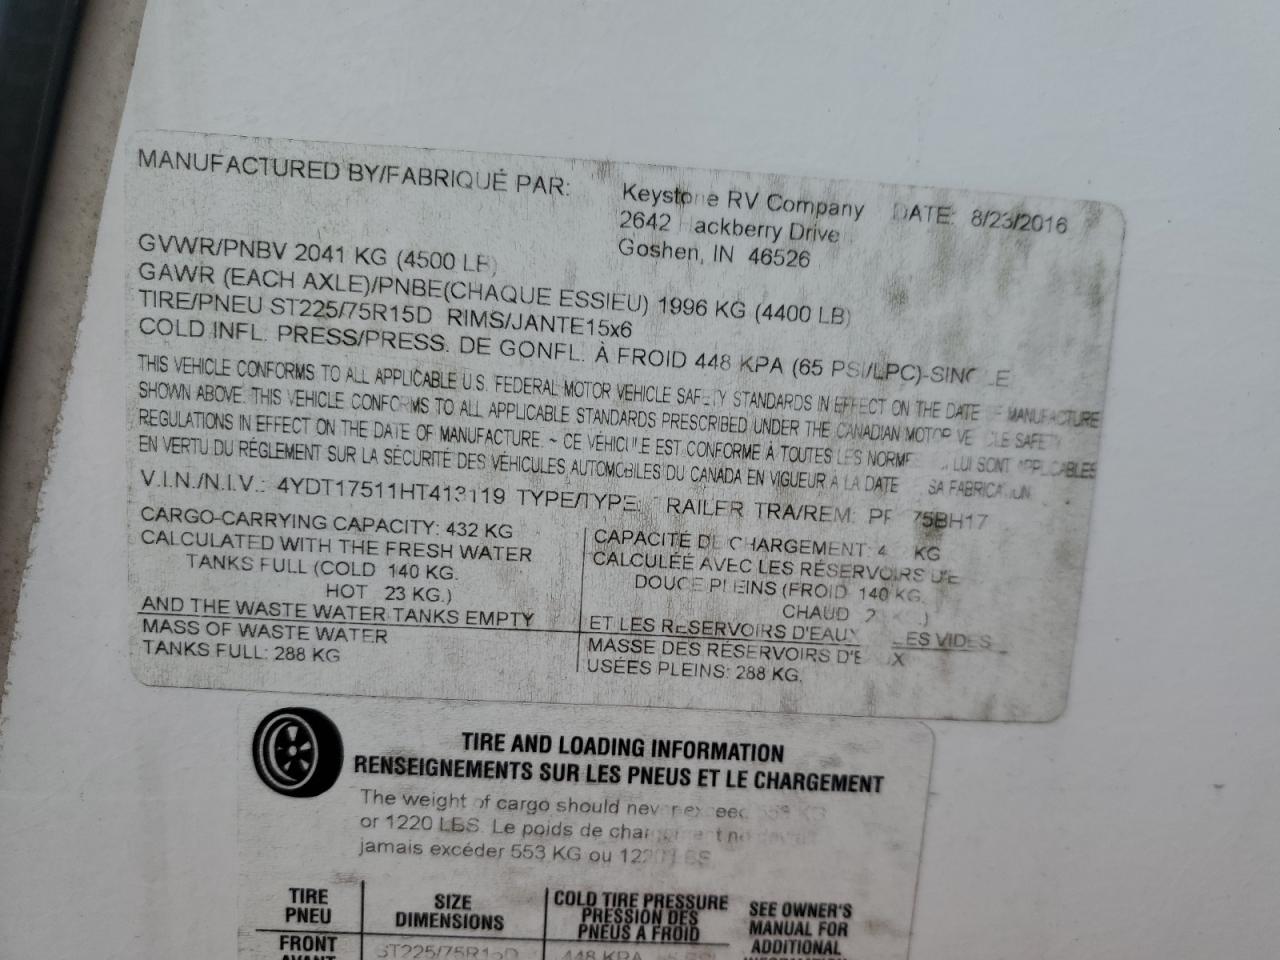 MANUFACTURED BY/FABRIQUÉ PAR: Keystone RV Company DATE: 8/23/2016
2642 Hackberry Drive
Goshen, IN 46526
GVWR/PNBV 2041 KG (4500 LB)
GAWR (EACH AXLE)/PNBE(CHAQUE ESSIEU) 1996 KG (4400 LB)
TIRE/PNEU ST225/75R15D RIMS/JANTE15x6
COLD INFL. PRESS/PRESS. DE GONFL. À FROID 448 KPA (65 PSI/LPC)-SINGLE
THIS VEHICLE CONFORMS TO ALL APPLICABLE U.S. FEDERAL MOTOR VEHICLE SAFETY STANDARDS IN EFFECT ON THE DATE OF MANUFACTURE
SHOWN ABOVE. THIS VEHICLE CONFORMS TO ALL APPLICABLE STANDARDS PRESCRIBED UNDER THE CANADIAN MOTOR VEHICLE SAFETY
REGULATIONS IN EFFECT ON THE DATE OF MANUFACTURE. ~ CE VÉHICULE EST CONFORME À TOUTES LES NORMES LUI SONT APPLICABLES
EN VERTU DU RÉGLEMENT SUR LA SÉCURITÉ DES VÉHICULES AUTOMOBILES DU CANADA EN VIGUEUR A LA DATE SA FABRICATION
V.I.N./N.I.V.: 4YDT17511HT413119 TYPE/TYPE: TRAILER TRA/REM: 75BH17
CARGO-CARRYING CAPACITY: 432 KG
CALCULATED WITH THE FRESH WATER
TANKS FULL (COLD 140 KG.
HOT 23 KG.)
AND THE WASTE WATER TANKS EMPTY
MASS OF WASTE WATER
TANKS FULL: 288 KG
CAPACITÉ DE CHARGEMENT: KG
CALCULÉE AVEC LES RÉSERVOIRS D'E
DOUCE PLEINS (FROID 140 KG.
CHAUD
ET LES RESERVOIRS D'EAUX LES VIDES
MASSE DES RÉSERVOIRS D'EAUX
USÉES PLEINS: 288 KG.
TIRE AND LOADING INFORMATION
RENSEIGNEMENTS SUR LES PNEUS ET LE CHARGEMENT
The weight of cargo should never exceed KG
or 1220 LBS. Le poids de chargement ne devait
jamais excéder 553 KG ou 1220 LBS
TIRE
PNEU
SIZE
DIMENSIONS
COLD TIRE PRESSURE
PRESSION DES
PNEUS A FROID
SEE OWNER'S
MANUAL FOR
ADDITIONAL
INFORMATION
FRONT
AVANT
ST225/75R15D
448 KPA